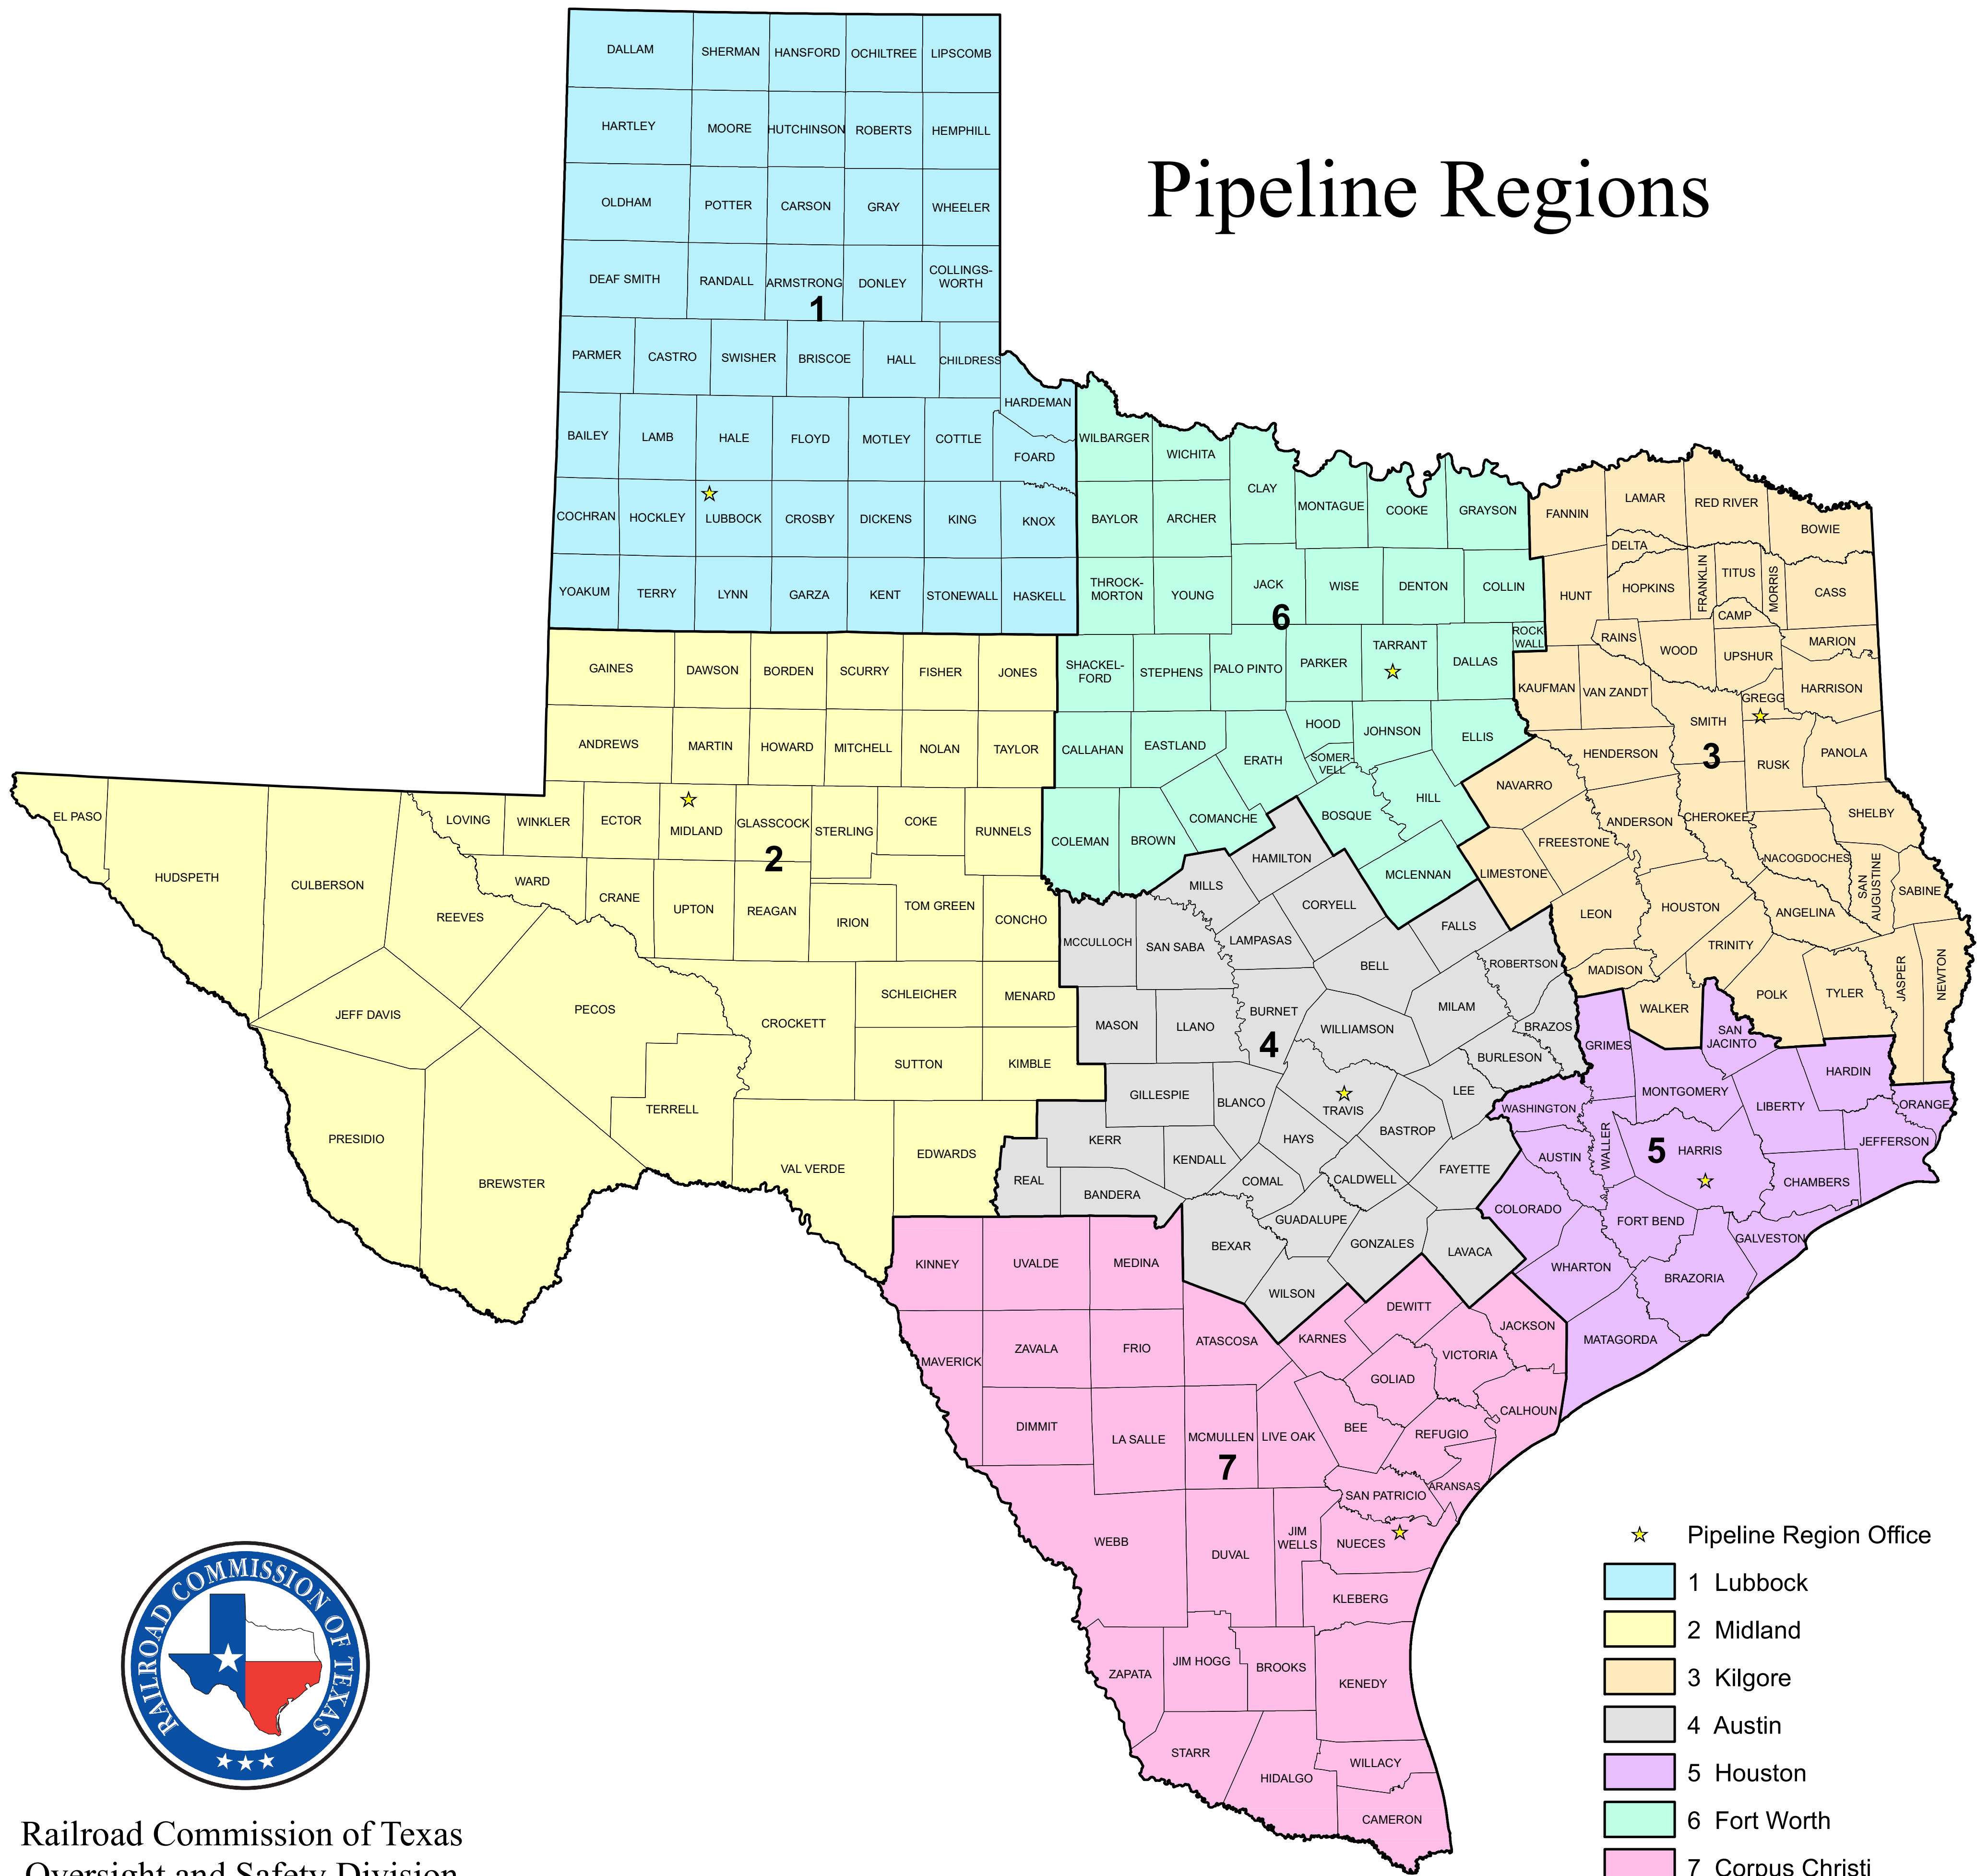 Pipeline Regions
DALLAM
SHERMAN
HANSFORD
OCHILTREE
LIPSCOMB
HARTLEY
MOORE
HUTCHINSON
ROBERTS
HEMPHILL
OLDHAM
POTTER
CARSON
GRAY
WHEELER
DEAF SMITH
RANDALL
ARMSTRONG
DONLEY
COLLINGS-
WORTH
1
PARMER
CASTRO
SWISHER
BRISCOE
HALL
CHILDRESS
HARDEMAN
BAILEY
LAMB
HALE
FLOYD
MOTLEY
COTTLE
FOARD
COCHRAN
HOCKLEY
LUBBOCK
CROSBY
DICKENS
KING
KNOX
YOAKUM
TERRY
LYNN
GARZA
KENT
STONEWALL
HASKELL
WILBARGER
WICHITA
CLAY
MONTAGUE
COOKE
GRAYSON
BAYLOR
ARCHER
THROCK-
MORTON
YOUNG
JACK
WISE
DENTON
COLLIN
6
ROCK
WALL
SHACKEL-
FORD
STEPHENS
PALO PINTO
PARKER
TARRANT
DALLAS
CALLAHAN
EASTLAND
ERATH
HOOD
SOMER-
VELL
JOHNSON
ELLIS
COLEMAN
BROWN
COMANCHE
BOSQUE
HILL
MCLENNAN
FANNIN
LAMAR
RED RIVER
BOWIE
DELTA
HUNT
HOPKINS
FRANKLIN
TITUS
MORRIS
CASS
CAMP
RAINS
WOOD
UPSHUR
MARION
KAUFMAN
VAN ZANDT
GREGG
HARRISON
SMITH
3
HENDERSON
RUSK
PANOLA
NAVARRO
ANDERSON
CHEROKEE
SHELBY
FREESTONE
LIMESTONE
NACOGDOCHES
SAN
AUGUSTINE
SABINE
LEON
HOUSTON
ANGELINA
TRINITY
MADISON
WALKER
POLK
TYLER
JASPER
NEWTON
GAINES
DAWSON
BORDEN
SCURRY
FISHER
JONES
ANDREWS
MARTIN
HOWARD
MITCHELL
NOLAN
TAYLOR
EL PASO
HUDSPETH
CULBERSON
REEVES
LOVING
WINKLER
ECTOR
MIDLAND
GLASSCOCK
STERLING
COKE
RUNNELS
2
WARD
CRANE
UPTON
REAGAN
IRION
TOM GREEN
CONCHO
JEFF DAVIS
PECOS
CROCKETT
SCHLEICHER
MENARD
SUTTON
KIMBLE
PRESIDIO
BREWSTER
TERRELL
VAL VERDE
EDWARDS
HAMILTON
MILLS
CORYELL
MCCULLOCH
SAN SABA
LAMPASAS
FALLS
BELL
ROBERTSON
MASON
LLANO
BURNET
4
WILLIAMSON
MILAM
BRAZOS
BURLESON
GILLESPIE
BLANCO
TRAVIS
LEE
KERR
HAYS
BASTROP
REAL
KENDALL
BANDERA
COMAL
CALDWELL
FAYETTE
BEXAR
GUADALUPE
GONZALES
LAVACA
WILSON
GRIMES
SAN
JACINTO
MONTGOMERY
HARDIN
LIBERTY
ORANGE
WASHINGTON
WALLER
5
HARRIS
JEFFERSON
AUSTIN
CHAMBERS
COLORADO
FORT BEND
GALVESTON
WHARTON
BRAZORIA
MATAGORDA
KINNEY
UVALDE
MEDINA
MAVERICK
ZAVALA
FRIO
ATASCOSA
KARNES
DEWITT
JACKSON
VICTORIA
GOLIAD
CALHOUN
DIMMIT
LA SALLE
MCMULLEN
LIVE OAK
BEE
REFUGIO
7
ARANSAS
SAN PATRICIO
WEBB
DUVAL
JIM
WELLS
NUECES
KLEBERG
ZAPATA
JIM HOGG
BROOKS
KENEDY
STARR
HIDALGO
WILLACY
CAMERON
Pipeline Region Office
1 Lubbock
2 Midland
3 Kilgore
4 Austin
5 Houston
6 Fort Worth
7 Corpus Christi
RAILROAD COMMISSION OF TEXAS
Railroad Commission of Texas
Oversight and Safety Division